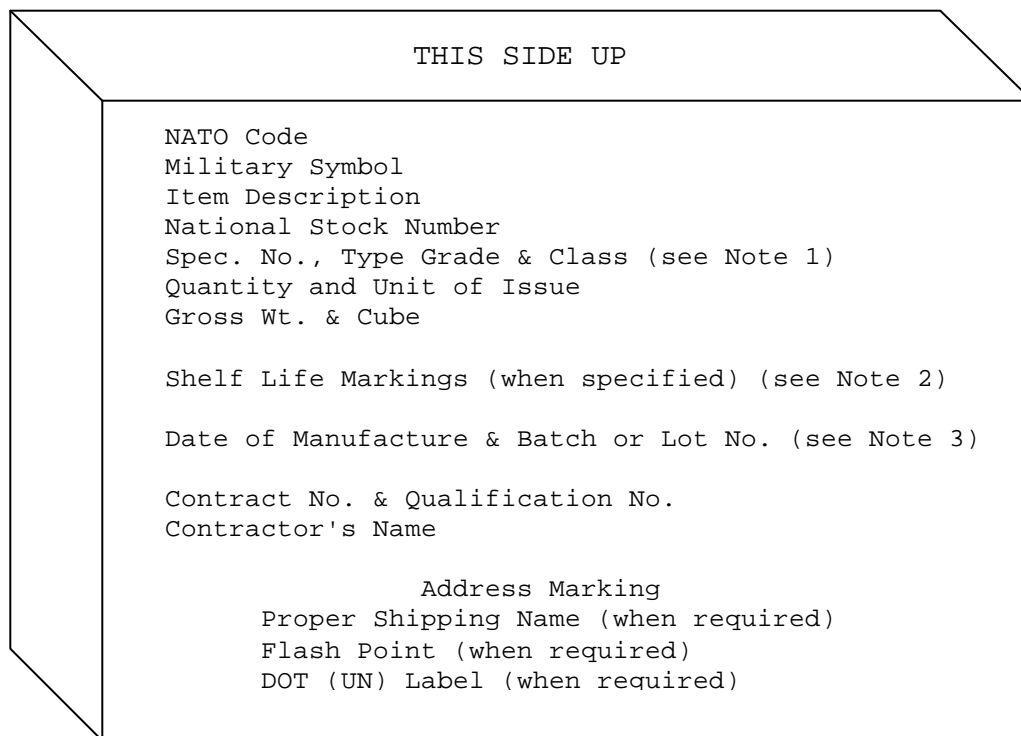 THIS SIDE UP
NATO Code
Military Symbol
Item Description
National Stock Number
Spec. No., Type Grade & Class (see Note 1)
Quantity and Unit of Issue
Gross Wt. & Cube
Shelf Life Markings (when specified) (see Note 2)
Date of Manufacture & Batch or Lot No. (see Note 3)
Contract No. & Qualification No.
Contractor's Name
Address Marking
Proper Shipping Name (when required)
Flash Point (when required)
DOT (UN) Label (when required)